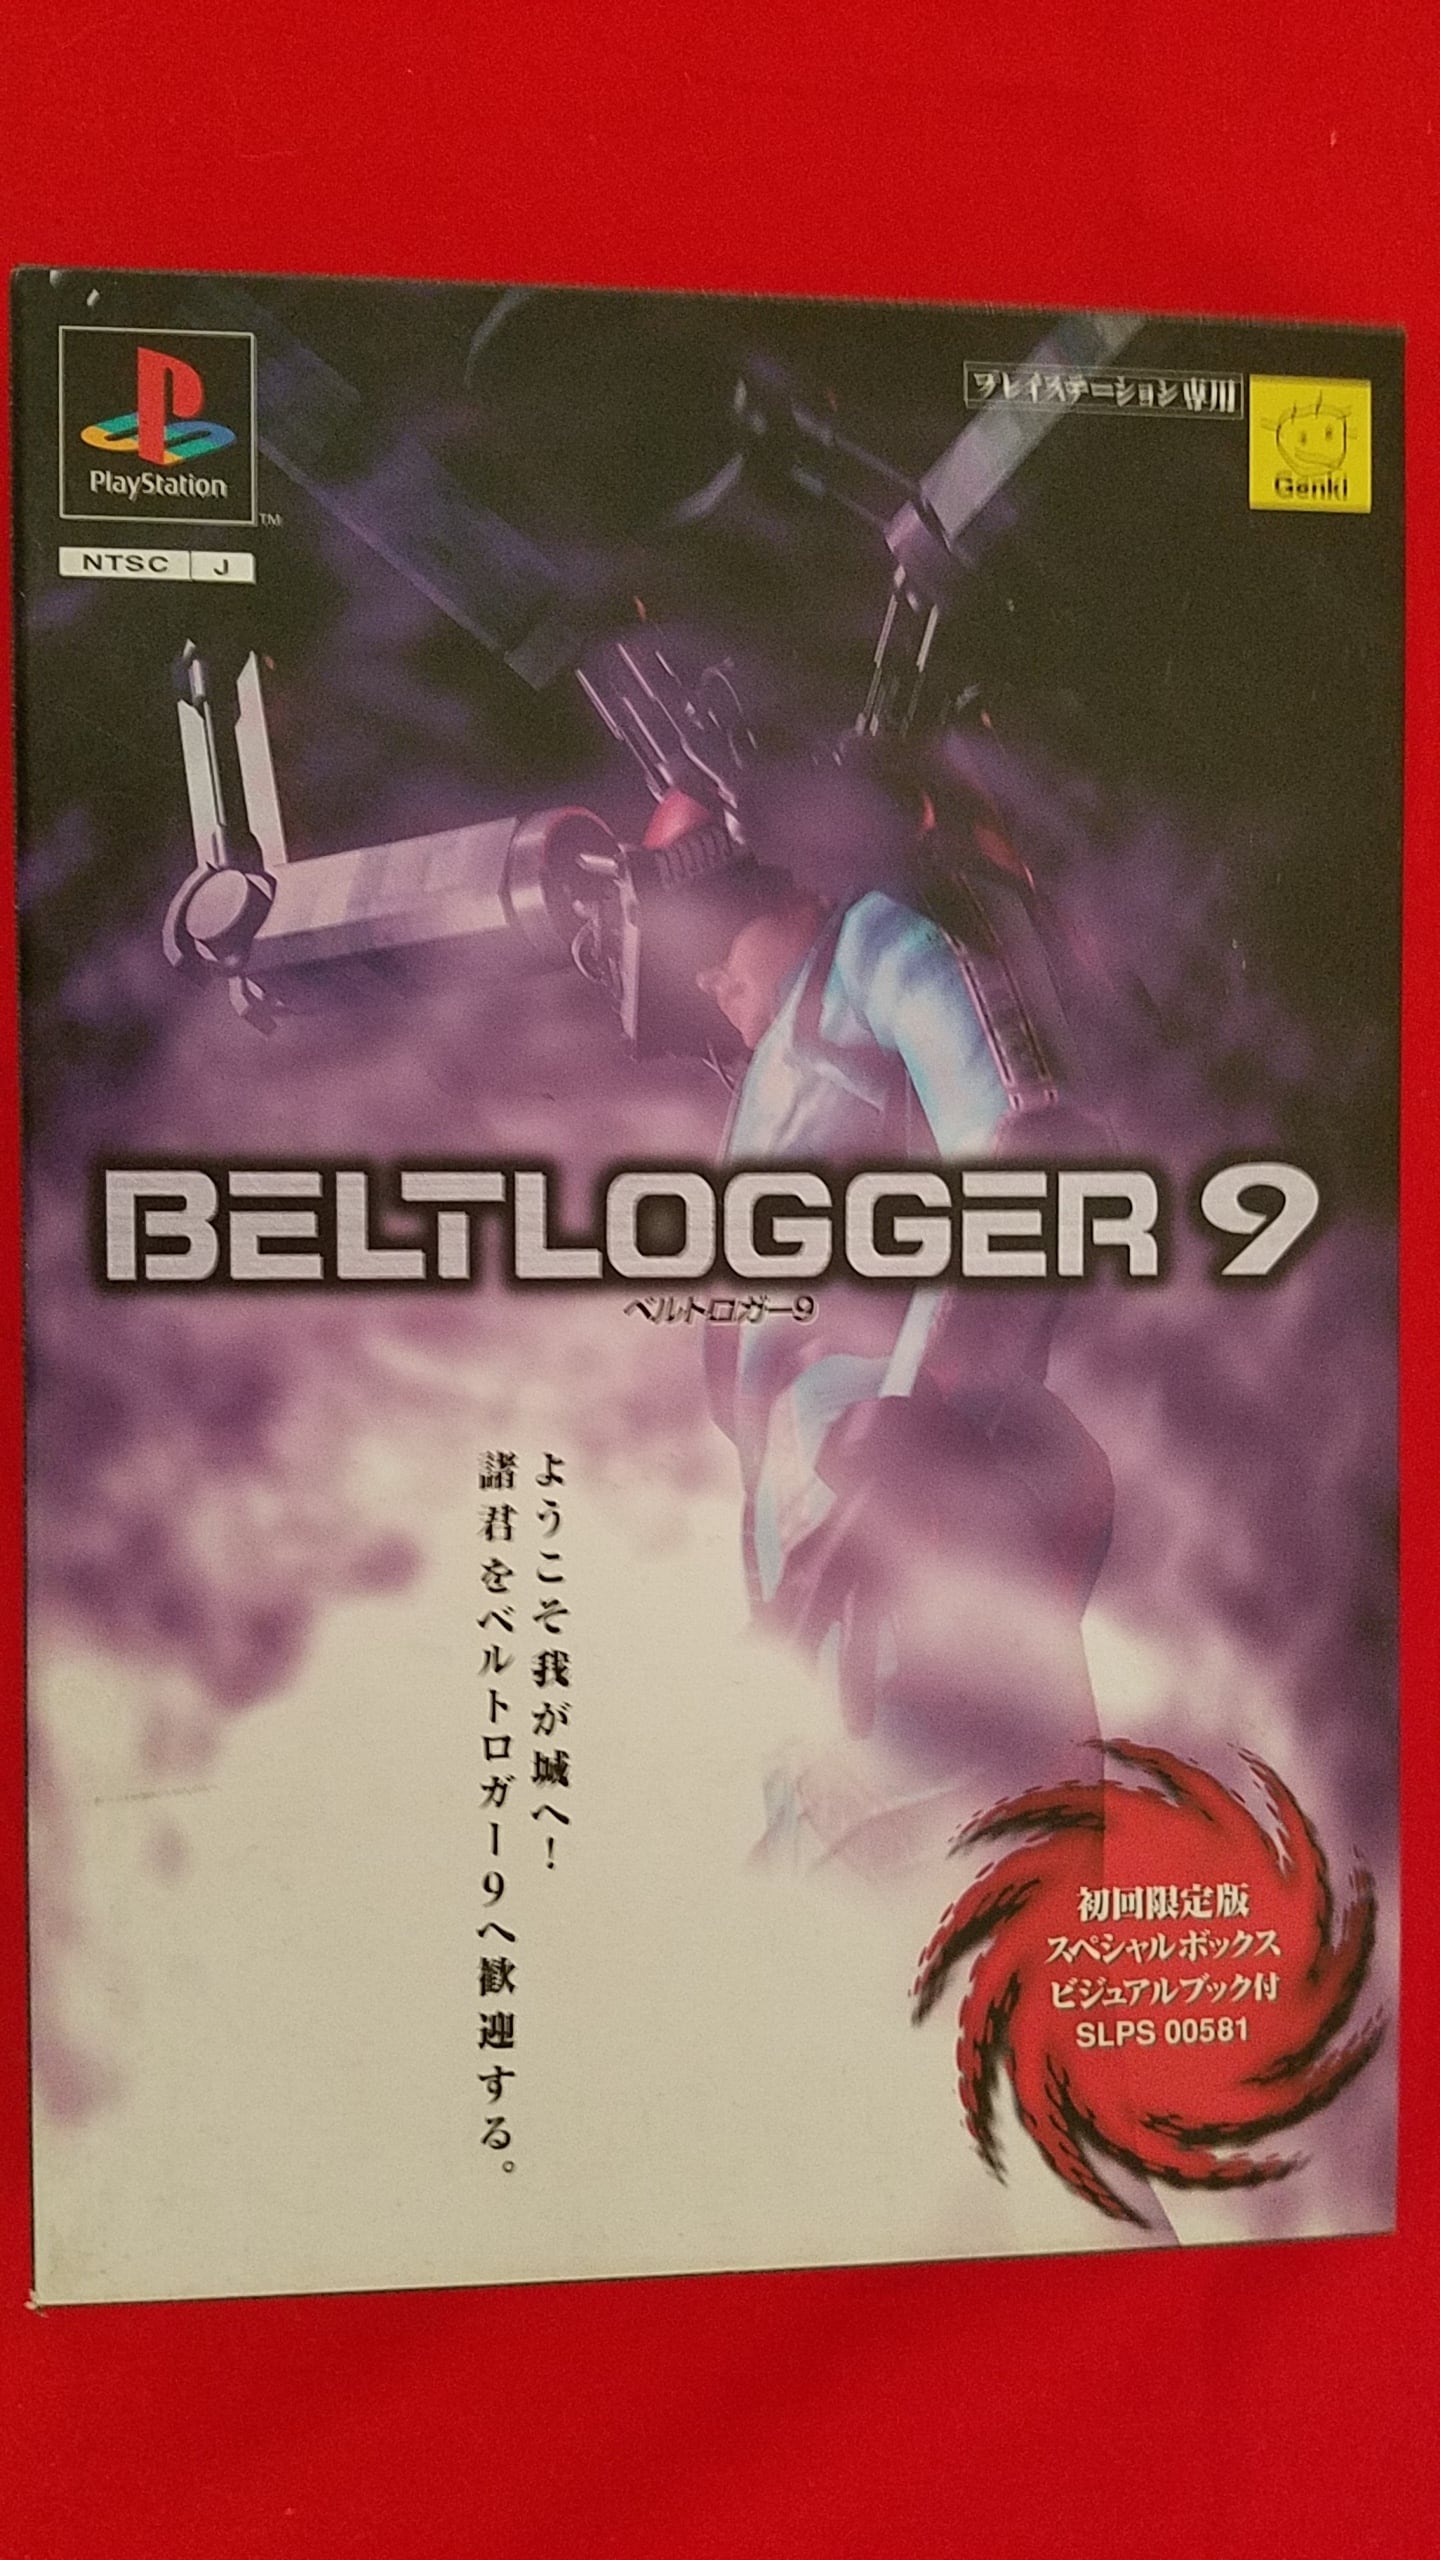 PlayStation
TM
NTSC J
プレイステーション専用
Genki
BELTLOGGER 9
ベルトロガー9
ようこそ我が城へ!
諸君をベルトロガー9へ歓迎する。
初回限定版
スペシャルボックス
ビジュアルブック付
SLPS 00581